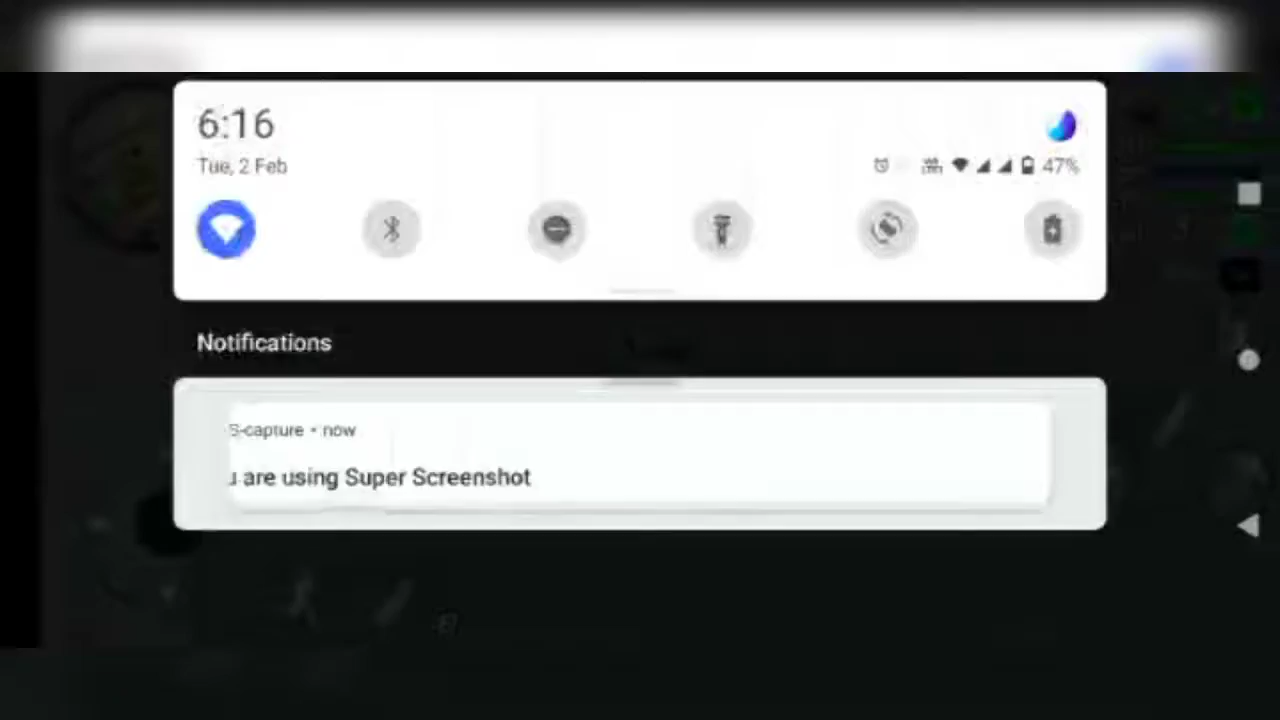 6:16
Tue, 2 Feb
47%
Notifications
S-capture • now
are using Super Screenshot